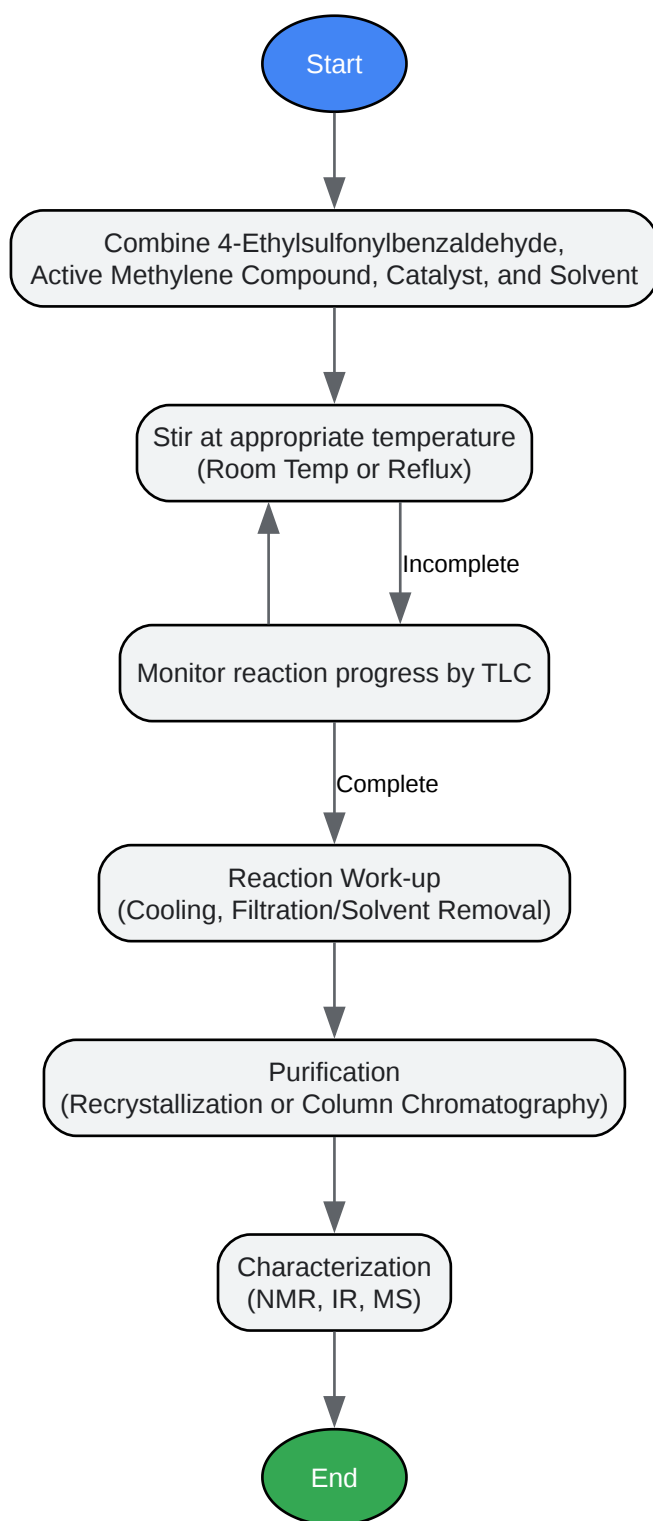 Start
Combine 4-Ethylsulfonylbenzaldehyde,
Active Methylene Compound, Catalyst, and Solvent
Stir at appropriate temperature
(Room Temp or Reflux)
Incomplete
Monitor reaction progress by TLC
Complete
Reaction Work-up
(Cooling, Filtration/Solvent Removal)
Purification
(Recrystallization or Column Chromatography)
Characterization
(NMR, IR, MS)
End